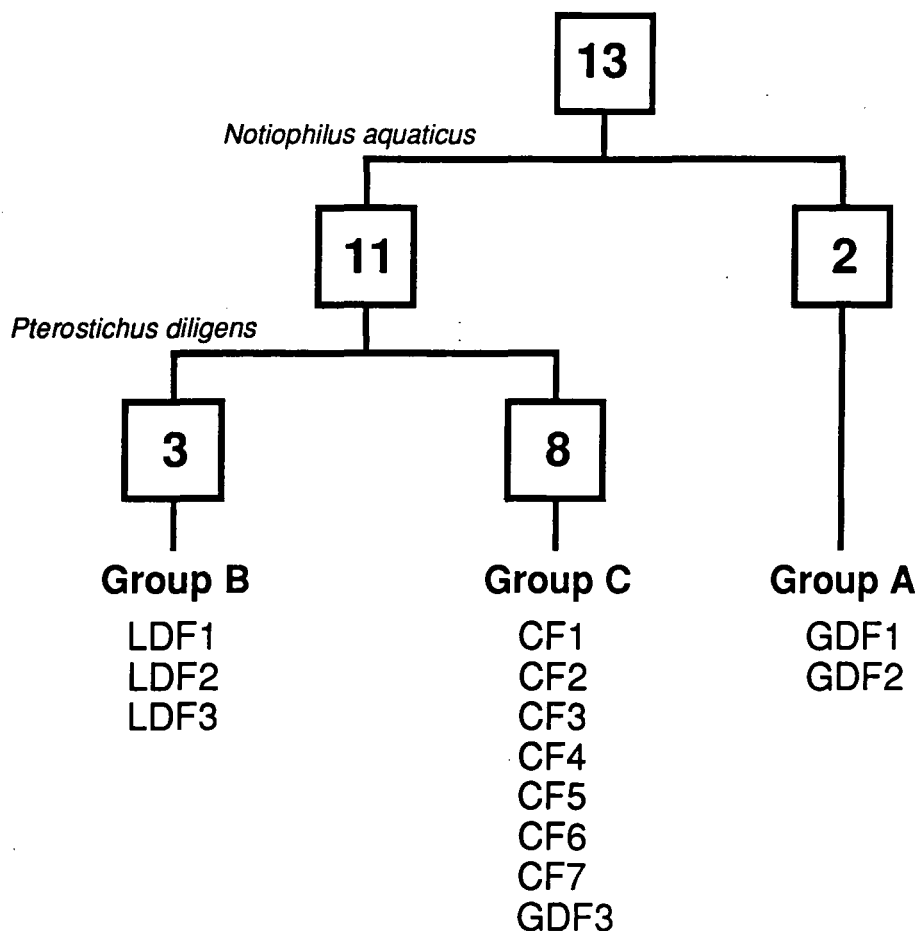 13
Notiophilus aquaticus
11
2
Pterostichus diligens
3
8
Group B
LDF1
LDF2
LDF3
Group C
CF1
CF2
CF3
CF4
CF5
CF6
CF7
GDF3
Group A
GDF1
GDF2